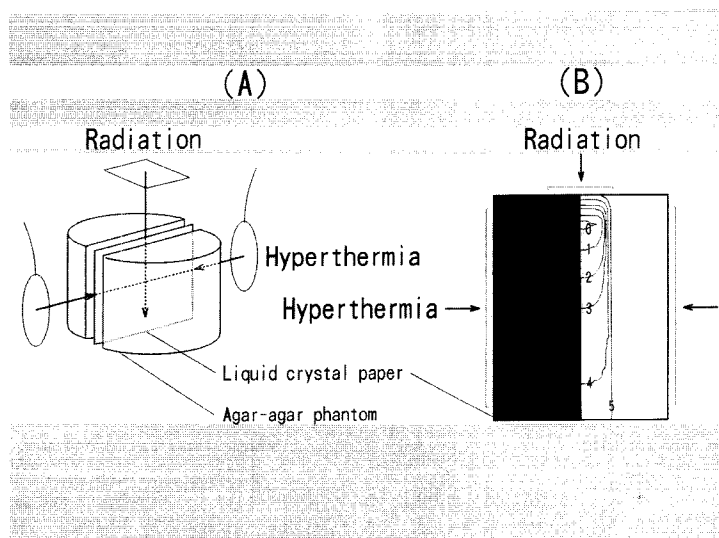 (A)
(B)
Radiation
Radiation
Hyperthermia
Hyperthermia
Liquid crystal paper
Agar-agar phantom
0
1
2
3
4
5